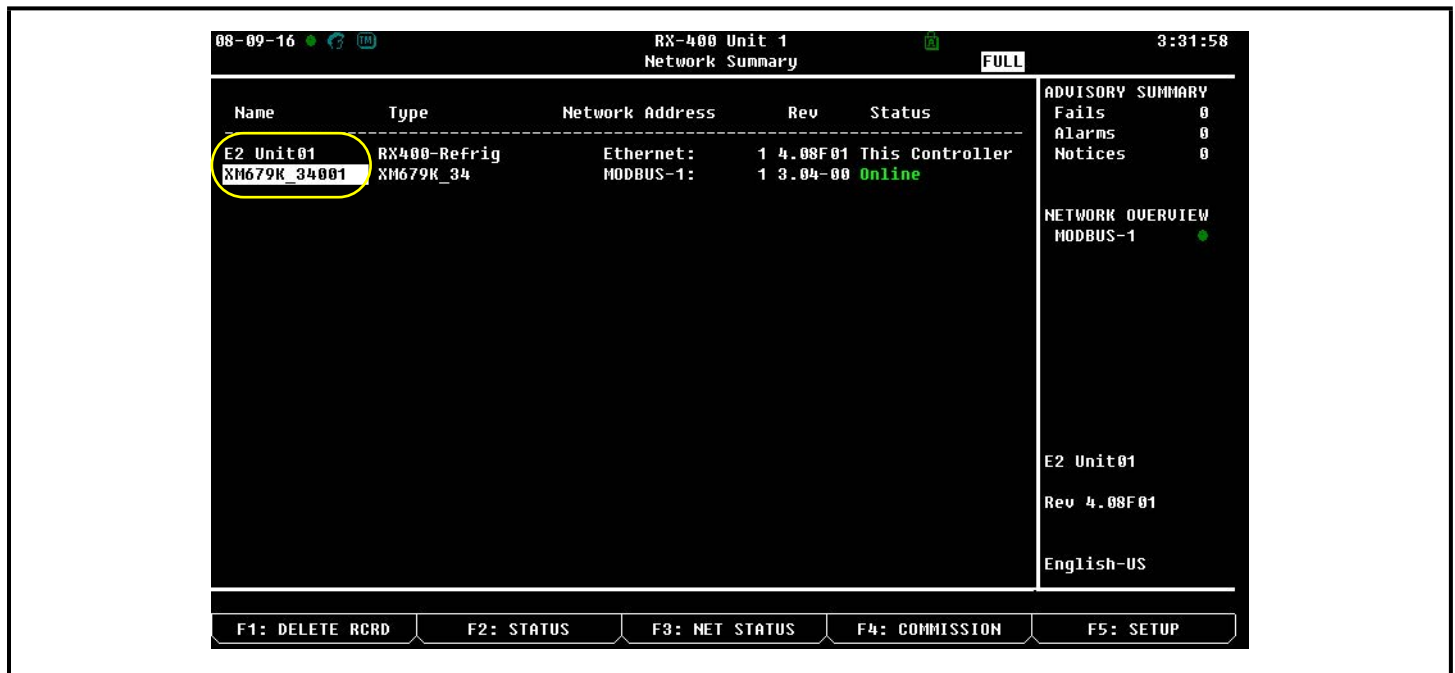 08-09-16 TM RX-400 Unit 1 A 3:31:58
Network Summary FULL
ADVISORY SUMMARY
Name Type Network Address Rev Status Fails 0
Alarms 0
E2 Unit01 RX400-Refrig Ethernet: 1 4.08F01 This Controller Notices 0
XM679K_34001 XM679K_34 MODBUS-1: 1 3.04-00 Online
NETWORK OVERVIEW
MODBUS-1
E2 Unit01
Rev 4.08F01
English-US
F1: DELETE RCRD F2: STATUS F3: NET STATUS F4: COMMISSION F5: SETUP